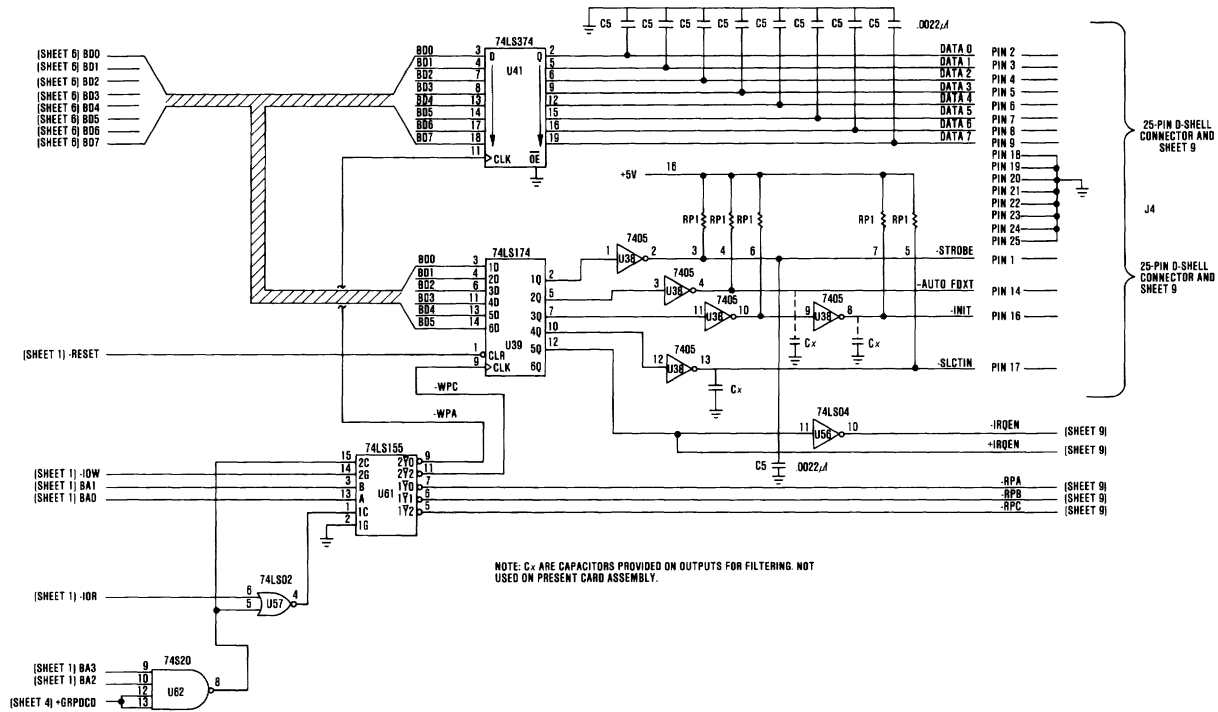 C5 C5 C5 C5 C5 C5 C5 C5 .0022µf
(SHEET 6) BD0
(SHEET 6) BD1
(SHEET 6) BD2
(SHEET 6) BD3
(SHEET 6) BD4
(SHEET 6) BD5
(SHEET 6) BD6
(SHEET 6) BD7
74LS374
BD0 3 D Q 2 DATA 0 PIN 2
BD1 4 5 DATA 1 PIN 3
BD2 7 U41 6 DATA 2 PIN 4
BD3 8 9 DATA 3 PIN 5
BD4 13 12 DATA 4 PIN 6
BD5 14 15 DATA 5 PIN 7
BD6 17 16 DATA 6 PIN 8
BD7 18 19 DATA 7 PIN 9
11 CLK OE
PIN 18
PIN 19
PIN 20
PIN 21
PIN 22
PIN 23
PIN 24
PIN 25
25-PIN D-SHELL
CONNECTOR AND
SHEET 9
J4
25-PIN D-SHELL
CONNECTOR AND
SHEET 9
+5V 16
RP1 RP1 RP1 RP1 RP1
3 4 6 7 5
74LS174
BD0 3 1D 1Q 2
BD1 4 2D 2Q 5
BD2 6 3D 3Q 7
BD3 11 4D 4Q 10
BD4 13 5D 5Q 12
BD5 14 6D 6Q
U39
1 CLR
9 CLK
7405
1 U38 2 -STROBE PIN 1
7405
3 U38 4 -AUTO FDXT PIN 14
7405
11 U38 10
7405
9 U38 8 -INIT PIN 16
Cx Cx
7405
12 U38 13 -SLCTIN PIN 17
Cx
(SHEET 1) -RESET
-WPC
-WPA
74LS04
11 U56 10 -IRQEN (SHEET 9)
+IRQEN (SHEET 9)
C5 .0022µf
74LS155
15 2C 2Y0 9
(SHEET 1) -IOW 14 2G 2Y2 11
(SHEET 1) BA1 3 B 1Y0 7 -RPA (SHEET 9)
(SHEET 1) BA0 13 A U61 1Y1 6 -RPB (SHEET 9)
1 1C 1Y2 5 -RPC (SHEET 9)
2 1G
NOTE: Cx ARE CAPACITORS PROVIDED ON OUTPUTS FOR FILTERING. NOT
USED ON PRESENT CARD ASSEMBLY.
74LS02
(SHEET 1) -IOR 6 4
5 U57
74S20
(SHEET 1) BA3 9
(SHEET 1) BA2 10 8
12 U62
(SHEET 4) +GRPDCD 13